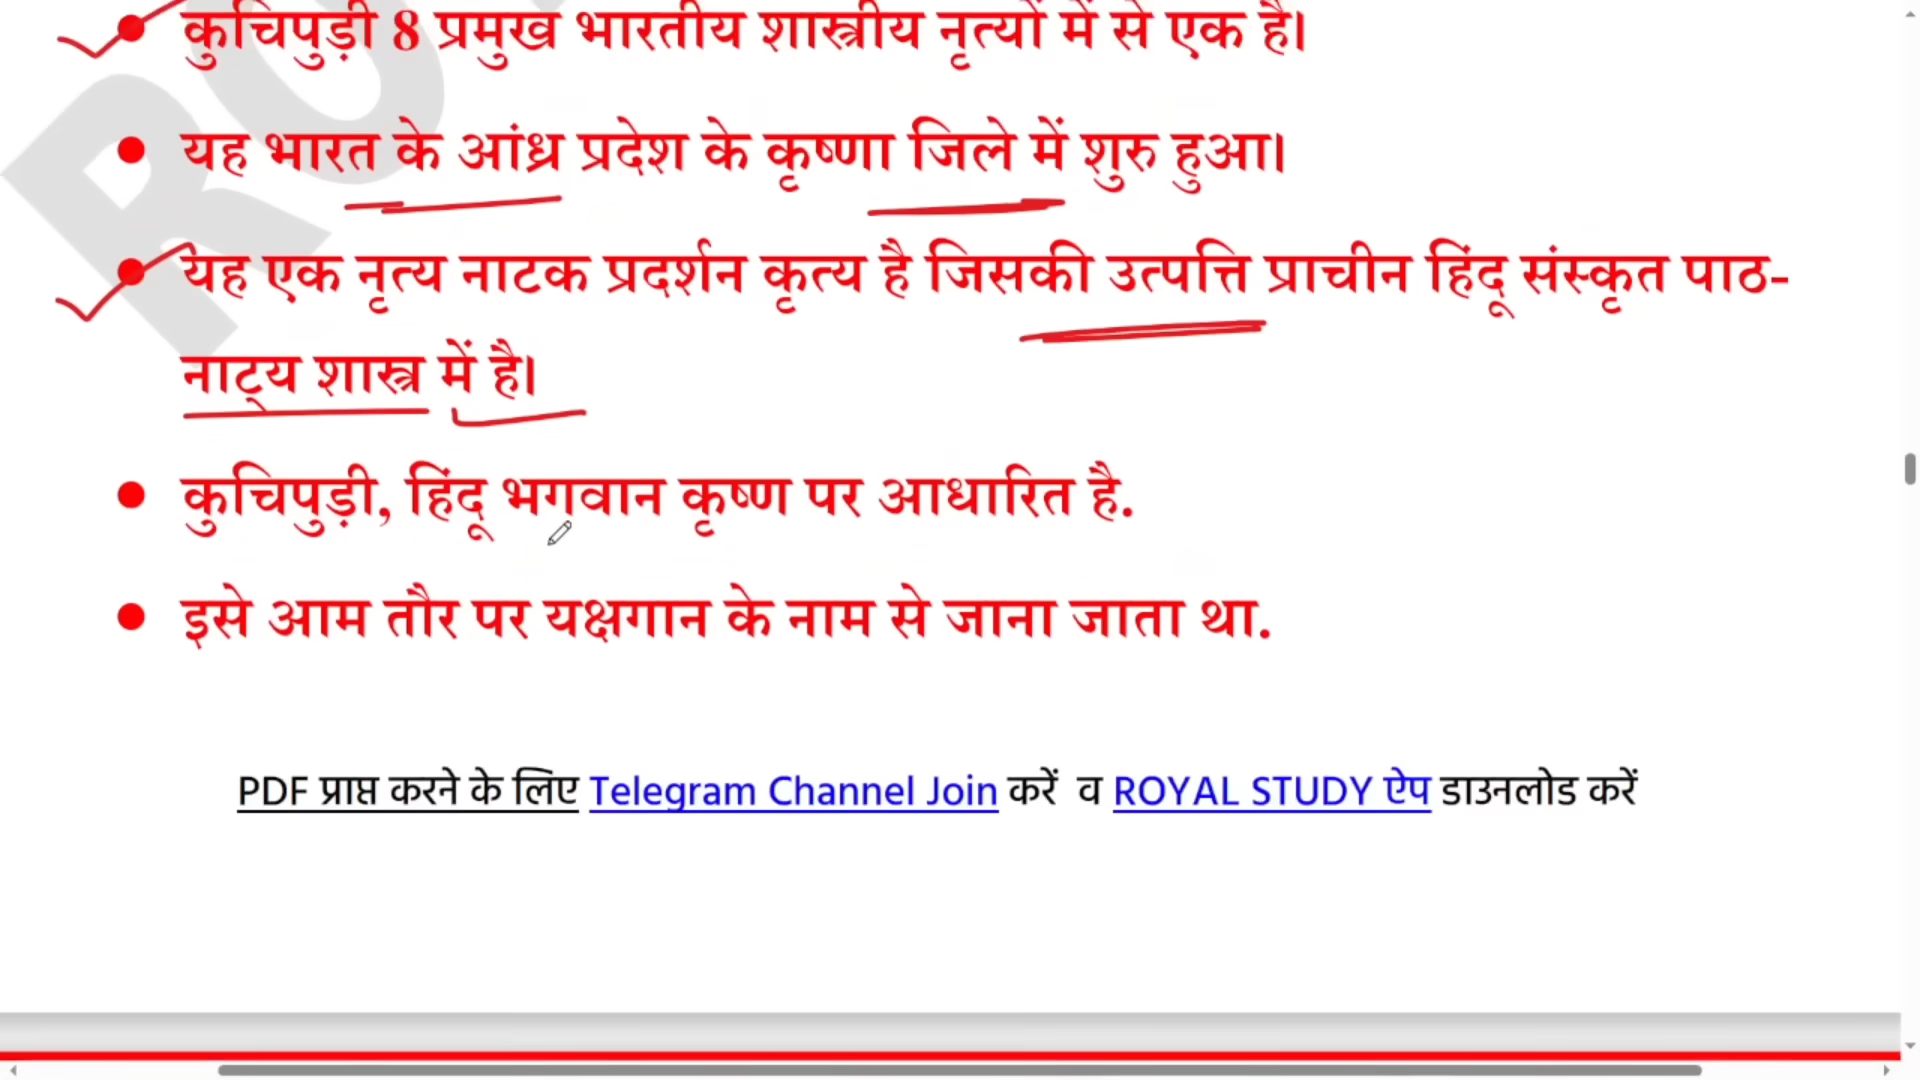 कुचिपुड़ी 8 प्रमुख भारतीय शास्त्रीय नृत्यों में से एक है।
यह भारत के आंध्र प्रदेश के कृष्णा जिले में शुरु हुआ।
यह एक नृत्य नाटक प्रदर्शन कृत्य है जिसकी उत्पत्ति प्राचीन हिंदू संस्कृत पाठ-
नाट्य शास्त्र में है।
कुचिपुड़ी, हिंदू भगवान कृष्ण पर आधारित है.
इसे आम तौर पर यक्षगान के नाम से जाना जाता था.
PDF प्राप्त करने के लिए Telegram Channel Join करें व ROYAL STUDY ऐप डाउनलोड करें